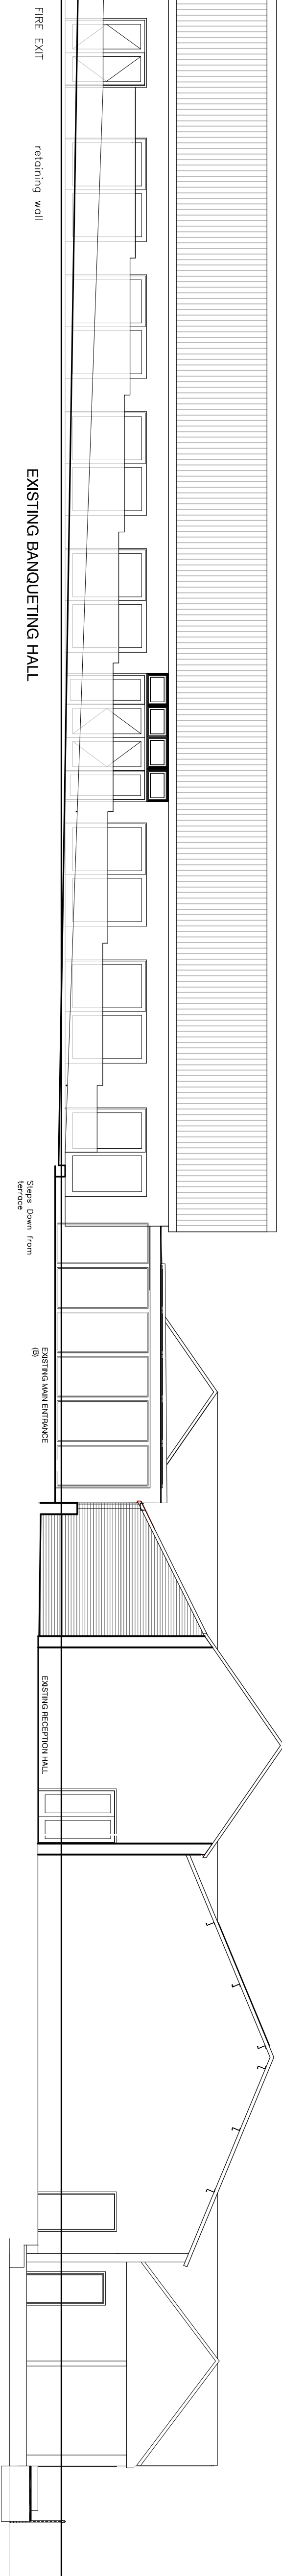 FIRE EXIT
retaining wall
EXISTING BANQUETING HALL
Steps Down from
terrace
EXISTING MAIN ENTRANCE
(B)
EXISTING RECEPTION HALL